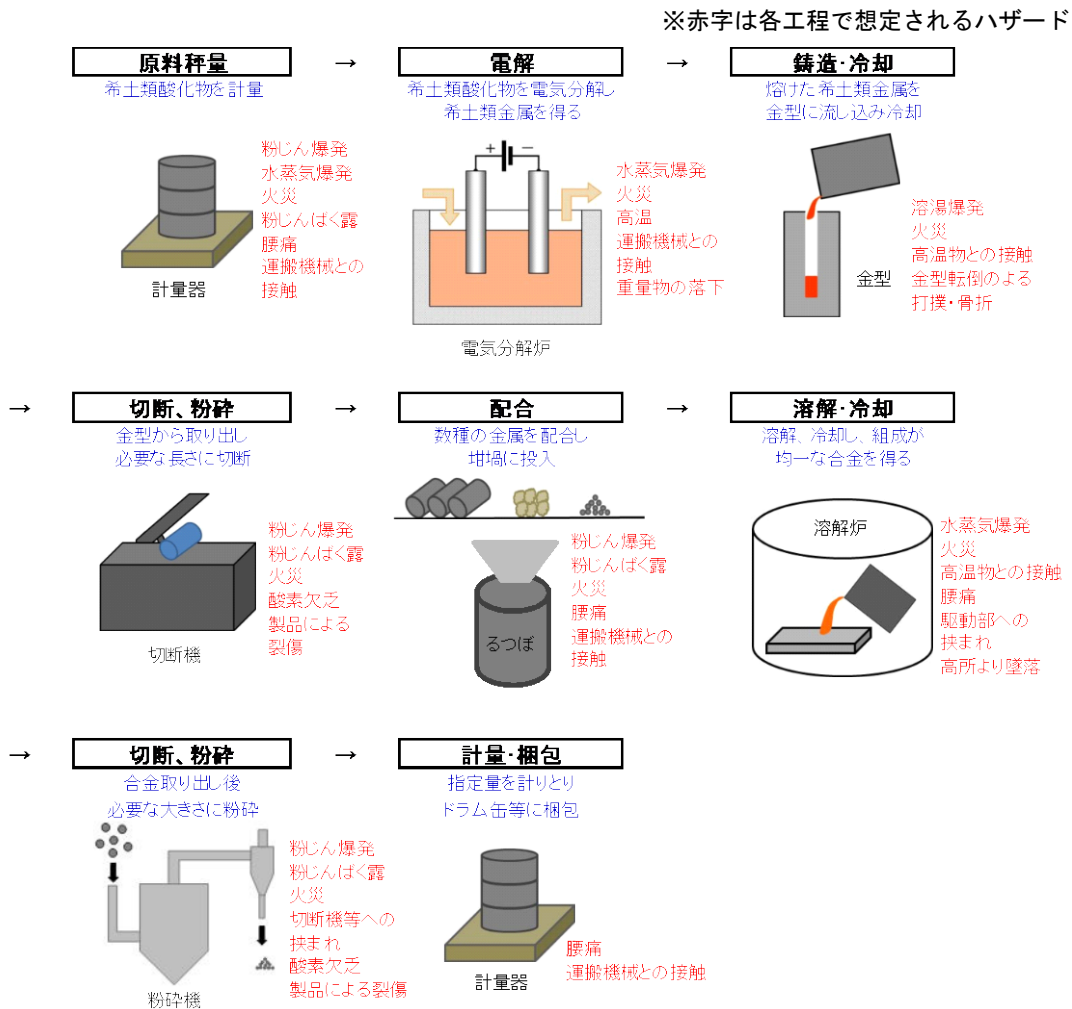 ※赤字は各工程で想定されるハザード
原料秤量
→
電解
→
鋳造・冷却
希土類酸化物を計量
希土類酸化物を電気分解し
希土類金属を得る
熔けた希土類金属を
金型に流し込み冷却
粉じん爆発
水蒸気爆発
火災
粉じんばく露
腰痛
運搬機械との
接触
計量器
+
−
水蒸気爆発
火災
高温
運搬機械との
接触
重量物の落下
電気分解炉
溶湯爆発
火災
高温物との接触
金型転倒のよる
打撲・骨折
金型
→
切断、粉砕
→
配合
→
溶解・冷却
金型から取り出し
必要な長さに切断
数種の金属を配合し
坩堝に投入
溶解、冷却し、組成が
均一な合金を得る
粉じん爆発
粉じんばく露
火災
酸素欠乏
製品による
裂傷
切断機
粉じん爆発
粉じんばく露
火災
腰痛
運搬機械との
接触
るつぼ
溶解炉
水蒸気爆発
火災
高温物との接触
腰痛
駆動部への
挟まれ
高所より墜落
→
切断、粉砕
→
計量・梱包
合金取り出し後
必要な大きさに粉砕
指定量を計りとり
ドラム缶等に梱包
粉じん爆発
粉じんばく露
火災
切断機等への
挟まれ
酸素欠乏
製品による裂傷
粉砕機
腰痛
運搬機械との接触
計量器